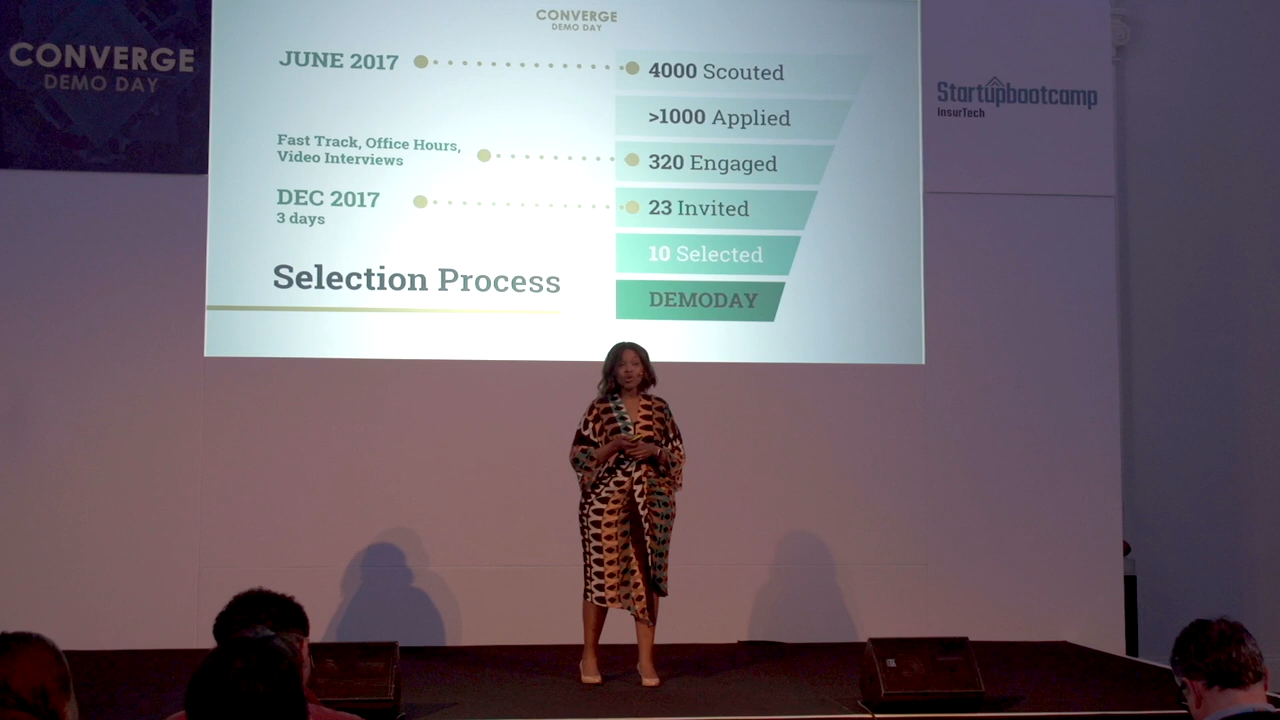 CONVERGE
DEMO DAY
CONVERGE
DEMO DAY
JUNE 2017
4000 Scouted
>1000 Applied
Fast Track, Office Hours,
Video Interviews
320 Engaged
DEC 2017
3 days
23 Invited
10 Selected
Selection Process
DEMODAY
Startupbootcamp
InsurTech